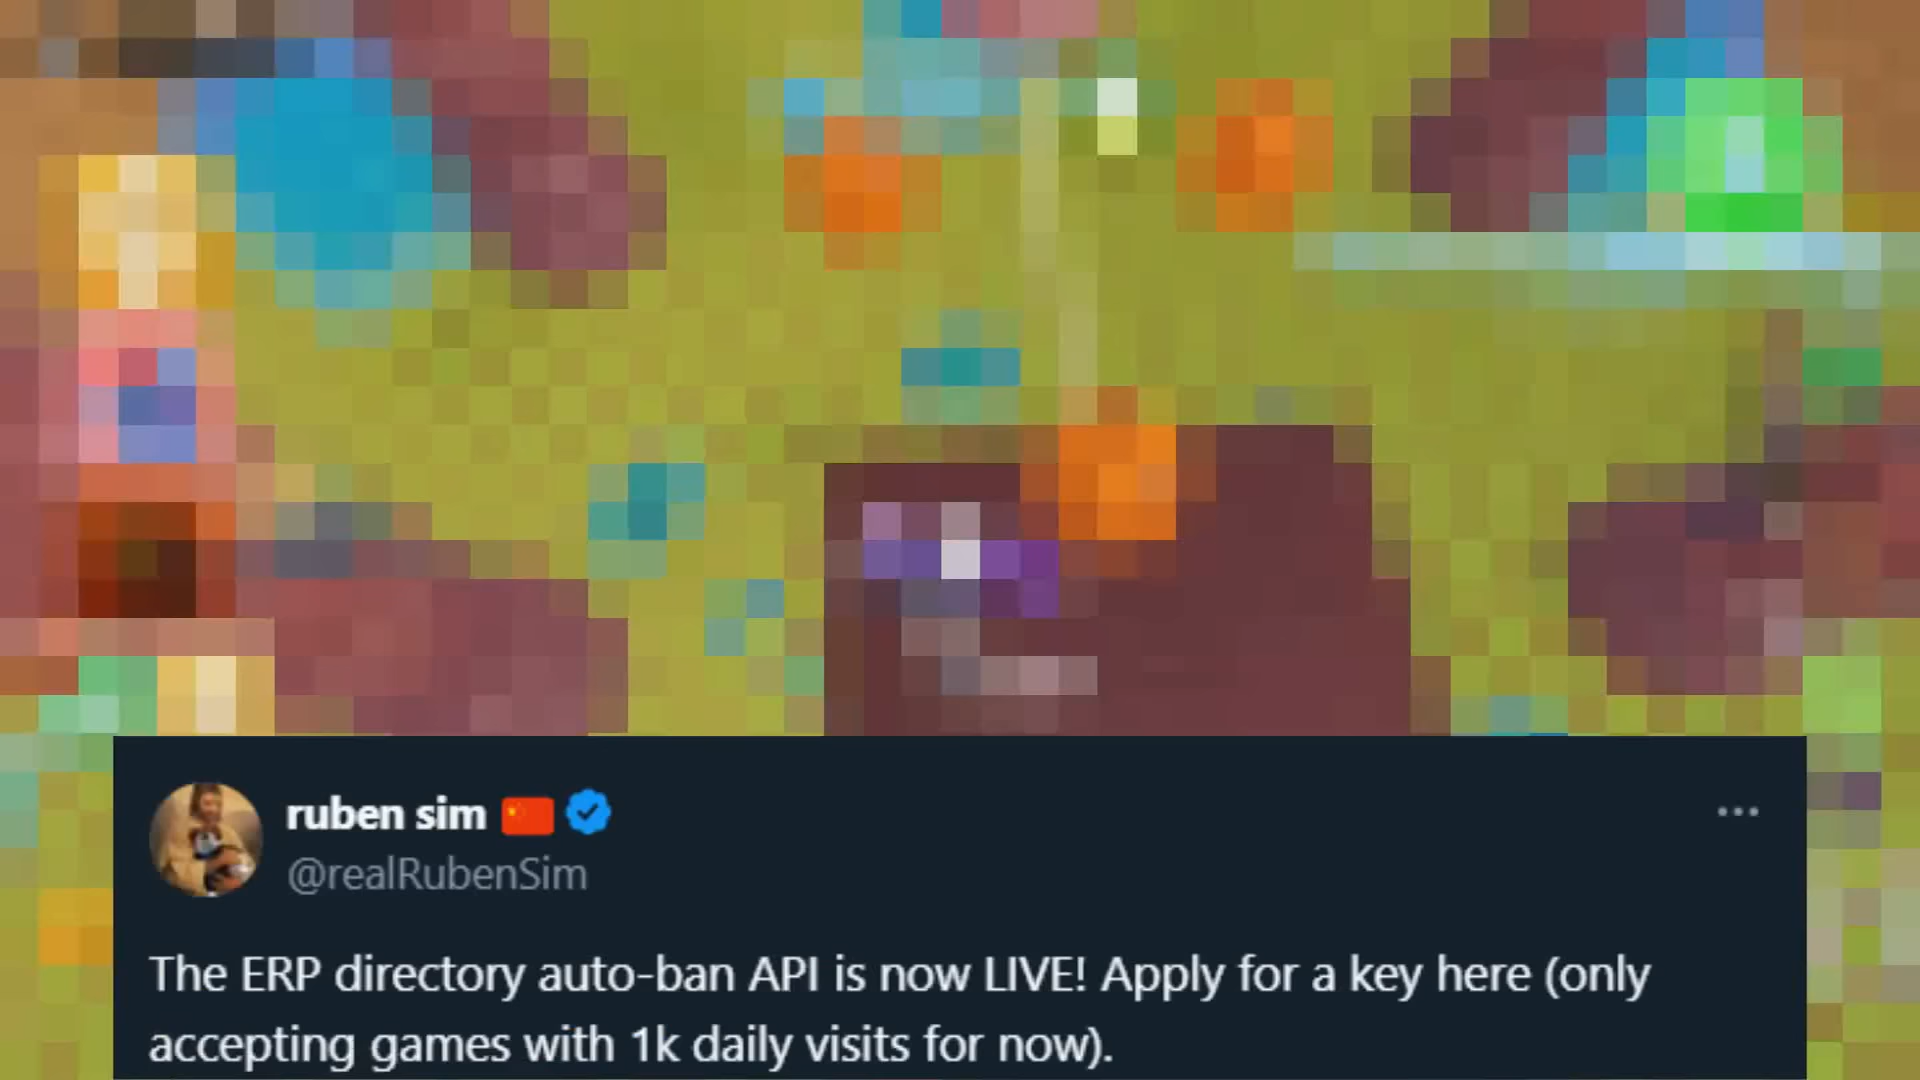 ruben sim 🇨🇳
@realRubenSim
The ERP directory auto-ban API is now LIVE! Apply for a key here (only
accepting games with 1k daily visits for now).